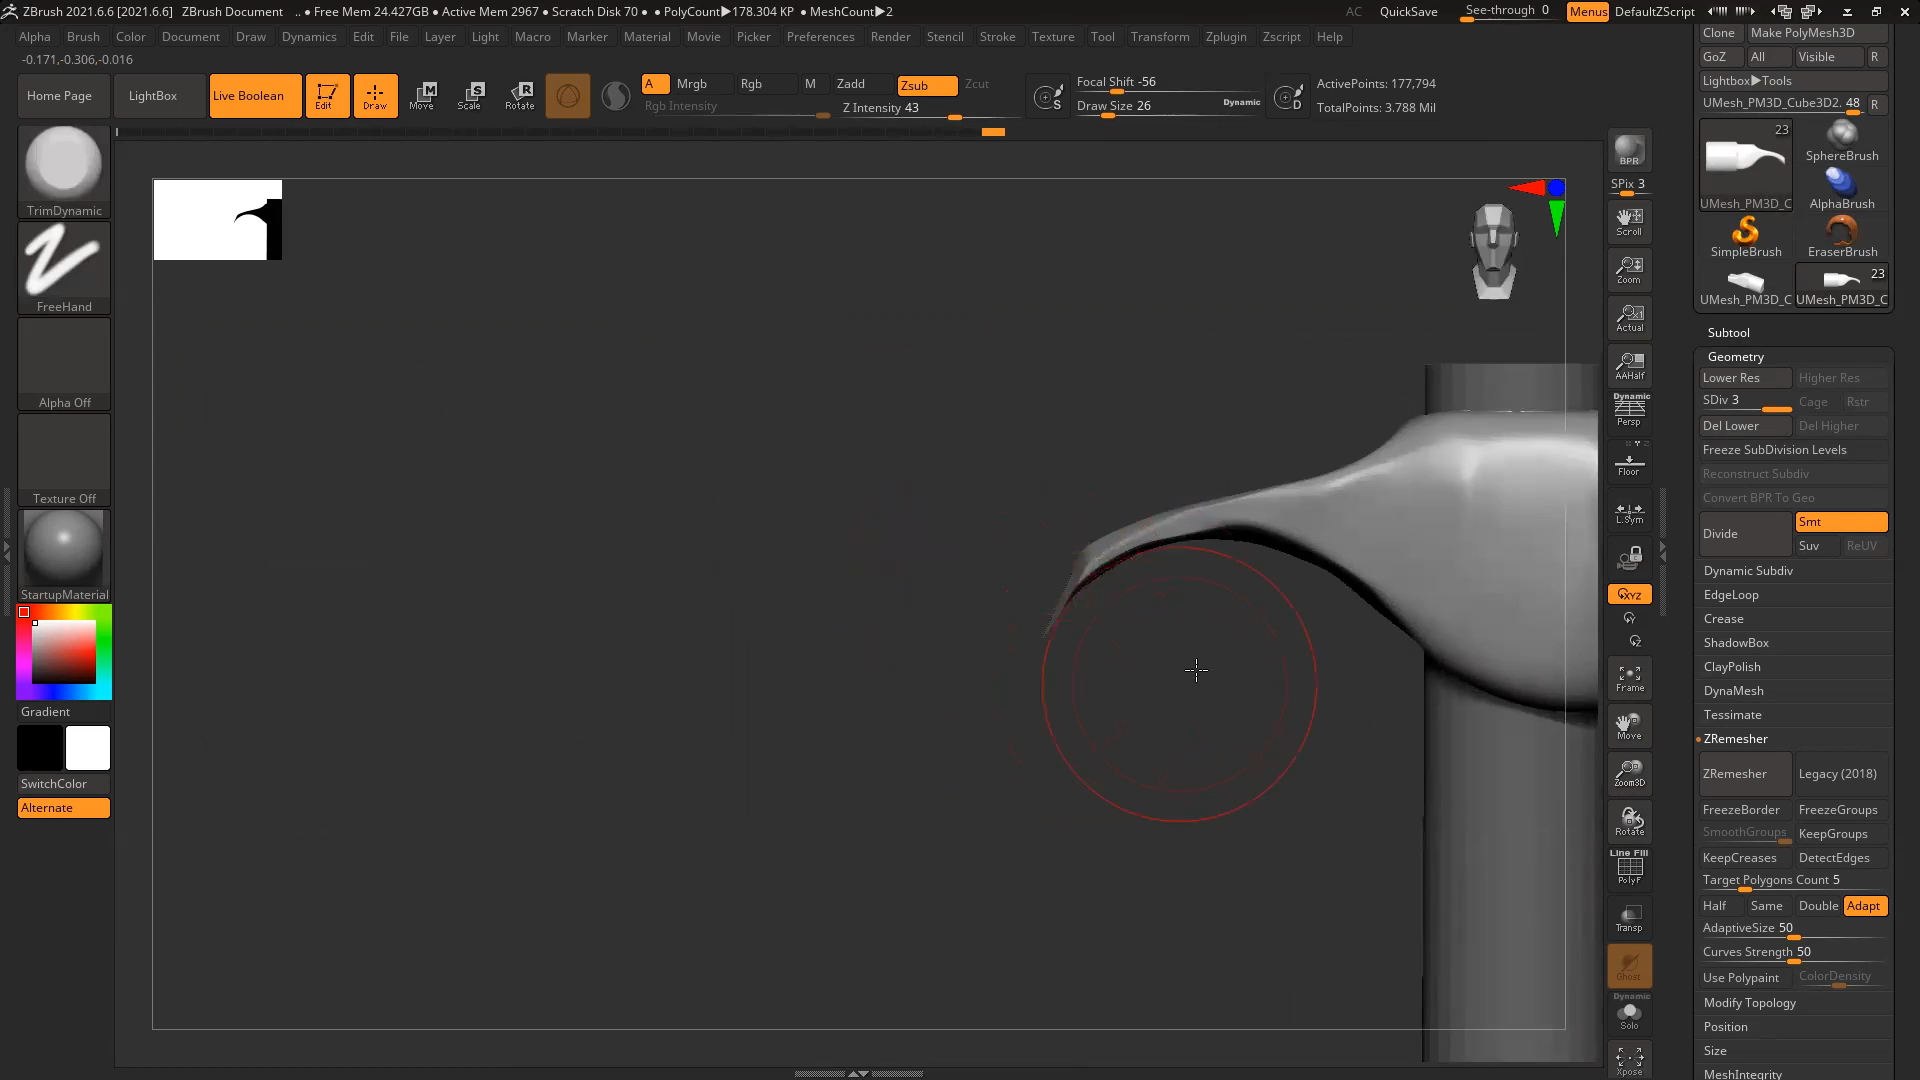 ZBrush 2021.6.6 [2021.6.6] ZBrush Document .. • Free Mem 24.427GB • Active Mem 2967 • Scratch Disk 70 • • PolyCount▶178.304 KP • MeshCount▶2 AC QuickSave See-through 0 Menus DefaultZScript
Alpha Brush Color Document Draw Dynamics Edit File Layer Light Macro Marker Material Movie Picker Preferences Render Stencil Stroke Texture Tool Transform Zplugin Zscript Help
-0.171,-0.306,-0.016
Home Page LightBox Live Boolean Edit Draw Move Scale Rotate
A Mrgb Rgb M Zadd Zsub Zcut
Rgb Intensity Z Intensity 43
Focal Shift -56
Draw Size 26 Dynamic
ActivePoints: 177,794
TotalPoints: 3.788 Mil
TrimDynamic
FreeHand
Alpha Off
Texture Off
StartupMaterial
Gradient
SwitchColor
Alternate
BPR
SPix 3
Scroll
Zoom
Actual
AAHalf
Dynamic
Persp
Floor
L.Sym
XYZ
Y
Z
Frame
Move
Zoom3D
Rotate
Line Fill
PolyF
Transp
Ghost
Dynamic
Solo
Xpose
Clone Make PolyMesh3D
GoZ All Visible R
Lightbox▶Tools
UMesh_PM3D_Cube3D2. 48 R
23
SphereBrush
UMesh_PM3D_C AlphaBrush
SimpleBrush EraserBrush
23
UMesh_PM3D_C UMesh_PM3D_C
Subtool
Geometry
Lower Res Higher Res
SDiv 3 Cage Rstr
Del Lower Del Higher
Freeze SubDivision Levels
Reconstruct Subdiv
Convert BPR To Geo
Divide Smt
Suv ReUV
Dynamic Subdiv
EdgeLoop
Crease
ShadowBox
ClayPolish
DynaMesh
Tessimate
ZRemesher
ZRemesher Legacy (2018)
FreezeBorder FreezeGroups
SmoothGroups KeepGroups
KeepCreases DetectEdges
Target Polygons Count 5
Half Same Double Adapt
AdaptiveSize 50
Curves Strength 50
Use Polypaint ColorDensity
Modify Topology
Position
Size
MeshIntegrity